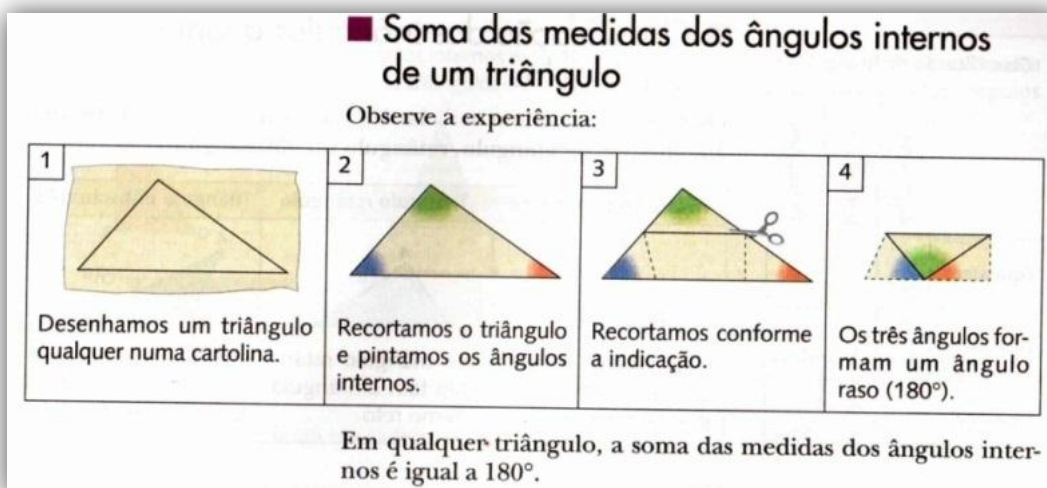 Soma das medidas dos ângulos internos
de um triângulo
Observe a experiência:
1
Desenhamos um triângulo
qualquer numa cartolina.
2
Recortamos o triângulo
e pintamos os ângulos
internos.
3
Recortamos conforme
a indicação.
4
Os três ângulos for-
mam um ângulo
raso (180°).
Em qualquer triângulo, a soma das medidas dos ângulos inter-
nos é igual a 180°.